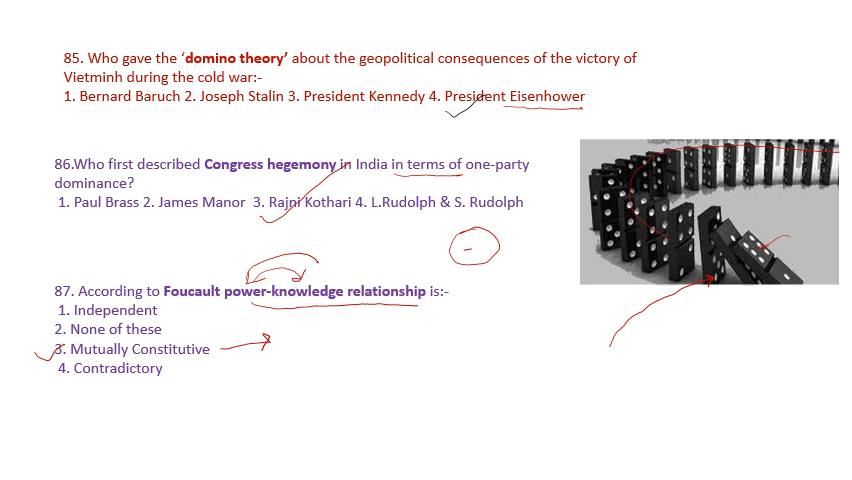 85. Who gave the ‘domino theory’ about the geopolitical consequences of the victory of
Vietminh during the cold war:-
1. Bernard Baruch 2. Joseph Stalin 3. President Kennedy 4. President Eisenhower
86.Who first described Congress hegemony in India in terms of one-party
dominance?
1. Paul Brass 2. James Manor 3. Rajni Kothari 4. L.Rudolph & S. Rudolph
87. According to Foucault power-knowledge relationship is:-
1. Independent
2. None of these
3. Mutually Constitutive
4. Contradictory